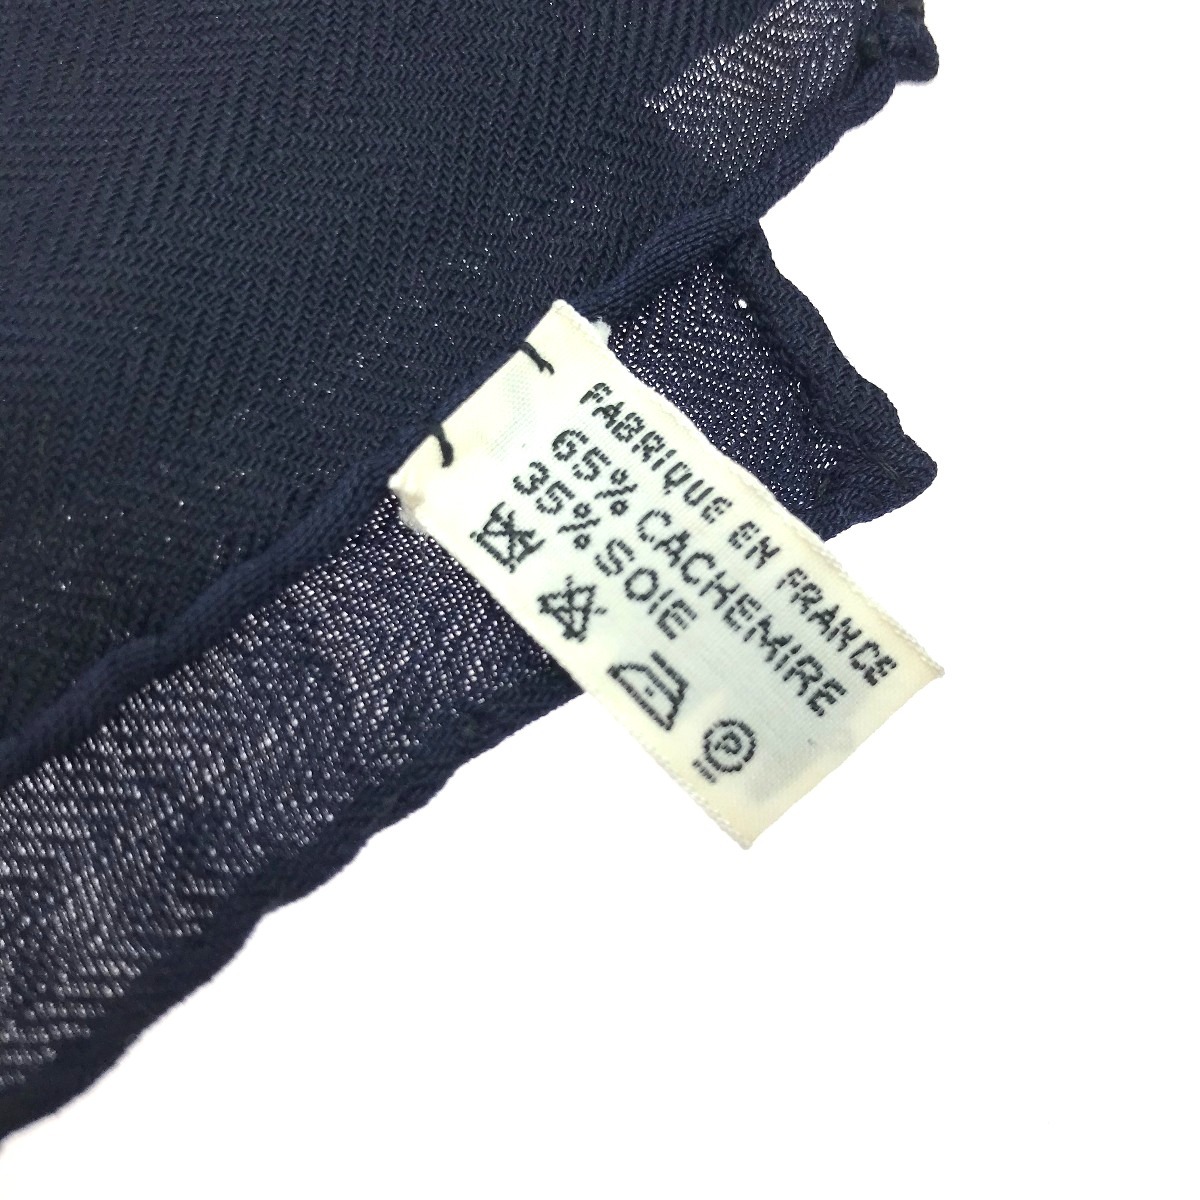 FABRIQUE EN FRANCE
65% CACHEMIRE
35% SOIE
P